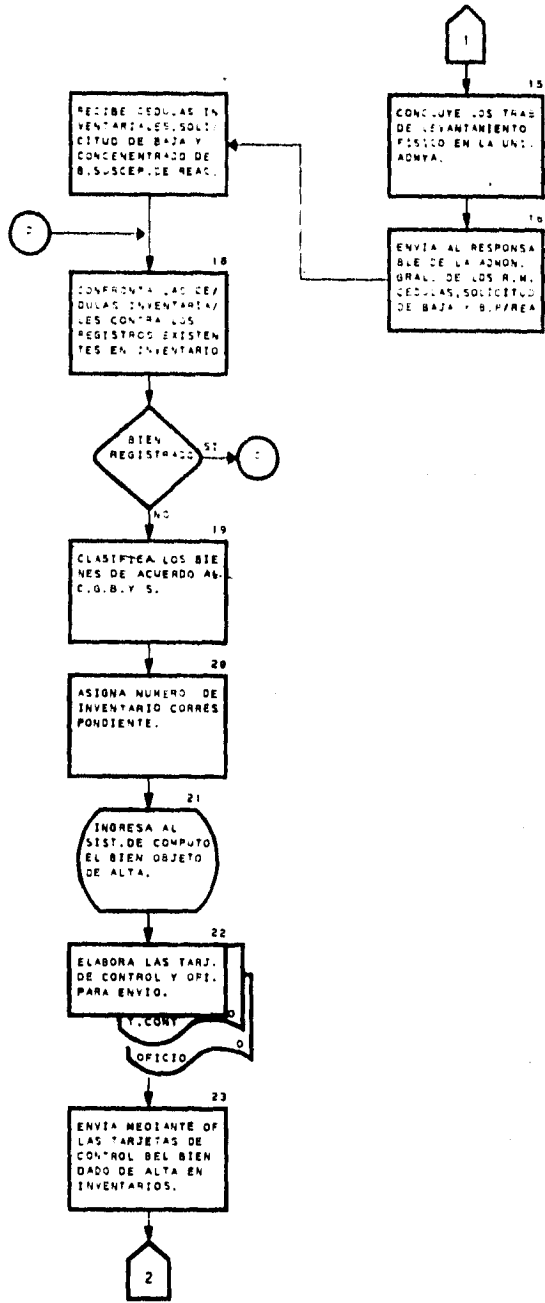 1
15
CONCLUYE LOS TRAB
DE LEVANTAMIENTO
FISICO EN LA UNI.
ADMVA.
16
ENVIA AL RESPONSA
BLE DE LA ADMON.
GRAL. DE LOS R.M.
CEDULAS, SOLICITUD
DE BAJA Y B.P/REA
RECIBE CEDULAS IN
VENTARIALES, SOLI
CITUD DE BAJA Y
CONCENENTRADO DE
B.SUSCEP.DE REAC.
18
CONFRONTA LAS CE/
DULAS INVENTARIA/
LES CONTRA LOS
REGISTROS EXISTEN
TES EN INVENTARIO
BIEN
REGISTRADO
SI
NO
19
CLASIFICA LOS BIE
NES DE ACUERDO AL
C.G.B.Y S.
20
ASIGNA NUMERO DE
INVENTARIO CORRES
PONDIENTE.
21
INGRESA AL
SIST.DE COMPUTO
EL BIEN OBJETO
DE ALTA.
22
ELABORA LAS TARJ.
DE CONTROL Y OFI.
PARA ENVIO.
T.CONT
O
OFICIO
O
23
ENVIA MEDIANTE OF
LAS TARJETAS DE
CONTROL BEL BIEN
DADO DE ALTA EN
INVENTARIOS.
2